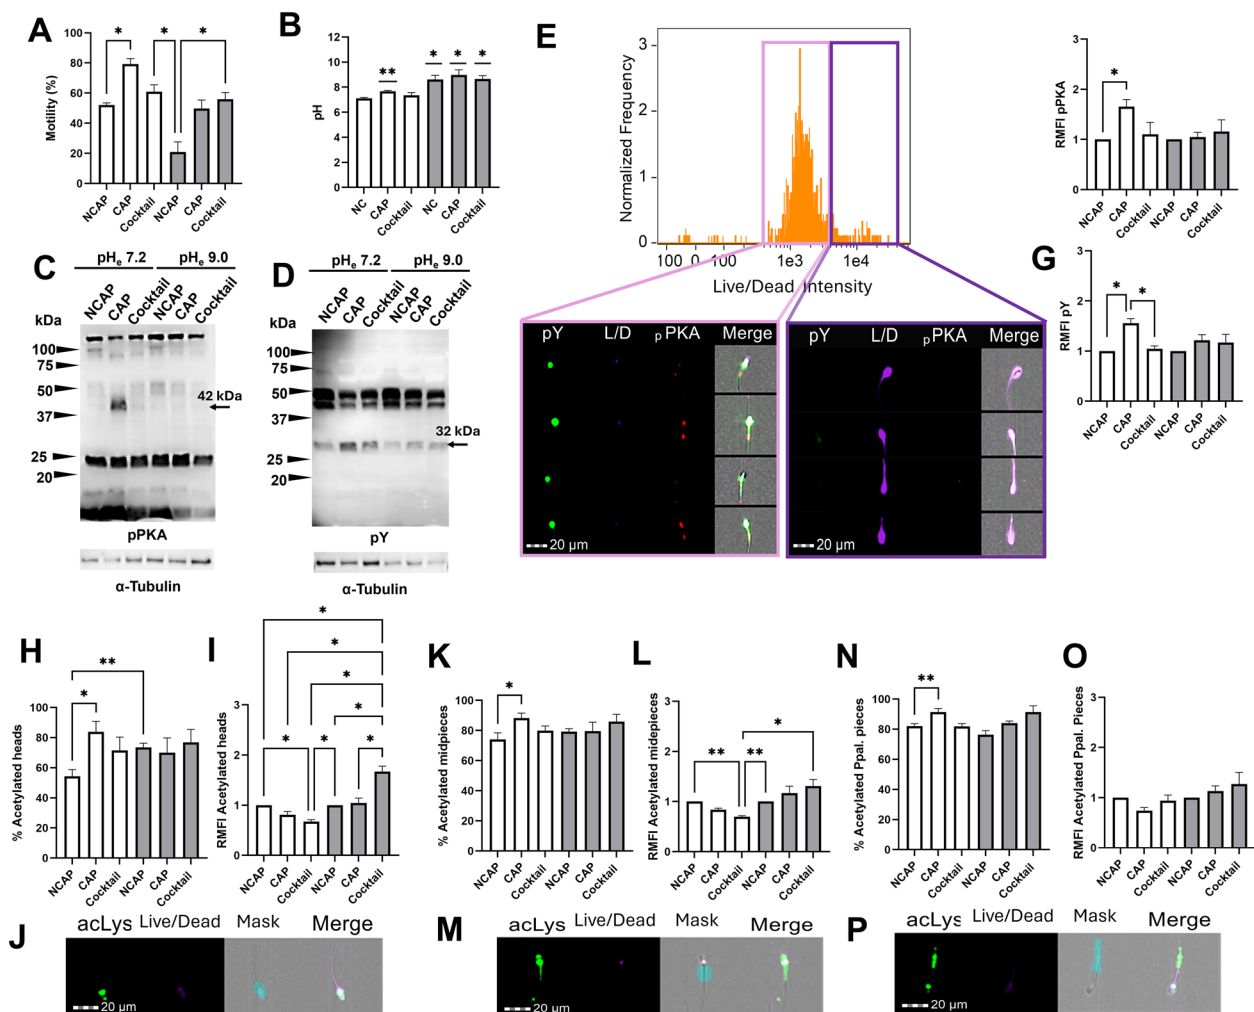 A
Motility (%)
100
80
60
40
20
0
*
*
*
NCAP
CAP
Cocktail
NCAP
CAP
Cocktail
B
pH
12
10
8
6
4
2
0
**
*
*
*
NC
CAP
Cocktail
NC
CAP
Cocktail
C
pHe 7.2
pHe 9.0
NCAP
CAP
Cocktail
NCAP
CAP
Cocktail
kDa
100
75
50
37
25
20
42 kDa
pPKA
α-Tubulin
D
pHe 7.2
pHe 9.0
NCAP
CAP
Cocktail
NCAP
CAP
Cocktail
kDa
100
75
50
37
25
20
32 kDa
pY
α-Tubulin
E
Normalized Frequency
3
2
1
0
100
0
100
1e3
1e4
Live/Dead Intensity
pY L/D pPKA Merge
20 µm
pY L/D pPKA Merge
20 µm
RMFI pPKA
3
2
1
0
*
NCAP
CAP
Cocktail
NCAP
CAP
Cocktail
G
RMFI pY
3
2
1
0
*
*
NCAP
CAP
Cocktail
NCAP
CAP
Cocktail
H
% Acetylated heads
100
80
60
40
20
0
**
*
NCAP
CAP
Cocktail
NCAP
CAP
Cocktail
I
RMFI Acetylated heads
3
2
1
0
*
*
*
*
*
*
*
NCAP
CAP
Cocktail
NCAP
CAP
Cocktail
K
% Acetylated midpieces
100
80
60
40
20
0
*
NCAP
CAP
Cocktail
NCAP
CAP
Cocktail
L
RMFI Acetylated midepieces
3
2
1
0
**
**
*
NCAP
CAP
Cocktail
NCAP
CAP
Cocktail
N
% Acetylated Ppal. pieces
100
80
60
40
20
0
**
NCAP
CAP
Cocktail
NCAP
CAP
Cocktail
O
RMFI Acetylated Ppal. Pieces
3
2
1
0
NCAP
CAP
Cocktail
NCAP
CAP
Cocktail
J
acLys Live/Dead Mask Merge
20 µm
M
acLys Live/Dead Mask Merge
20 µm
P
acLys Live/Dead Mask Merge
20 µm